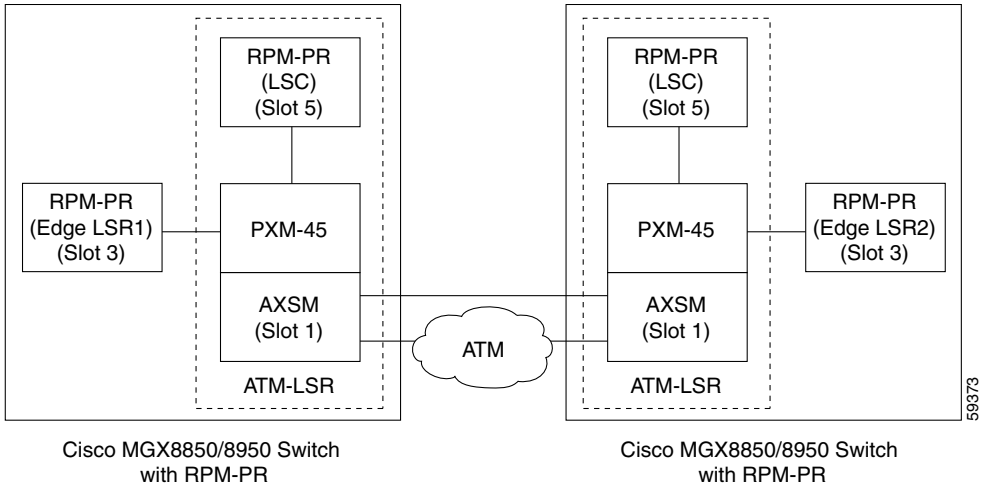 RPM-PR
(LSC)
(Slot 5)
RPM-PR
(Edge LSR1)
(Slot 3)
PXM-45
AXSM
(Slot 1)
ATM-LSR
Cisco MGX8850/8950 Switch
with RPM-PR
ATM
RPM-PR
(LSC)
(Slot 5)
PXM-45
RPM-PR
(Edge LSR2)
(Slot 3)
AXSM
(Slot 1)
ATM-LSR
Cisco MGX8850/8950 Switch
with RPM-PR
59373